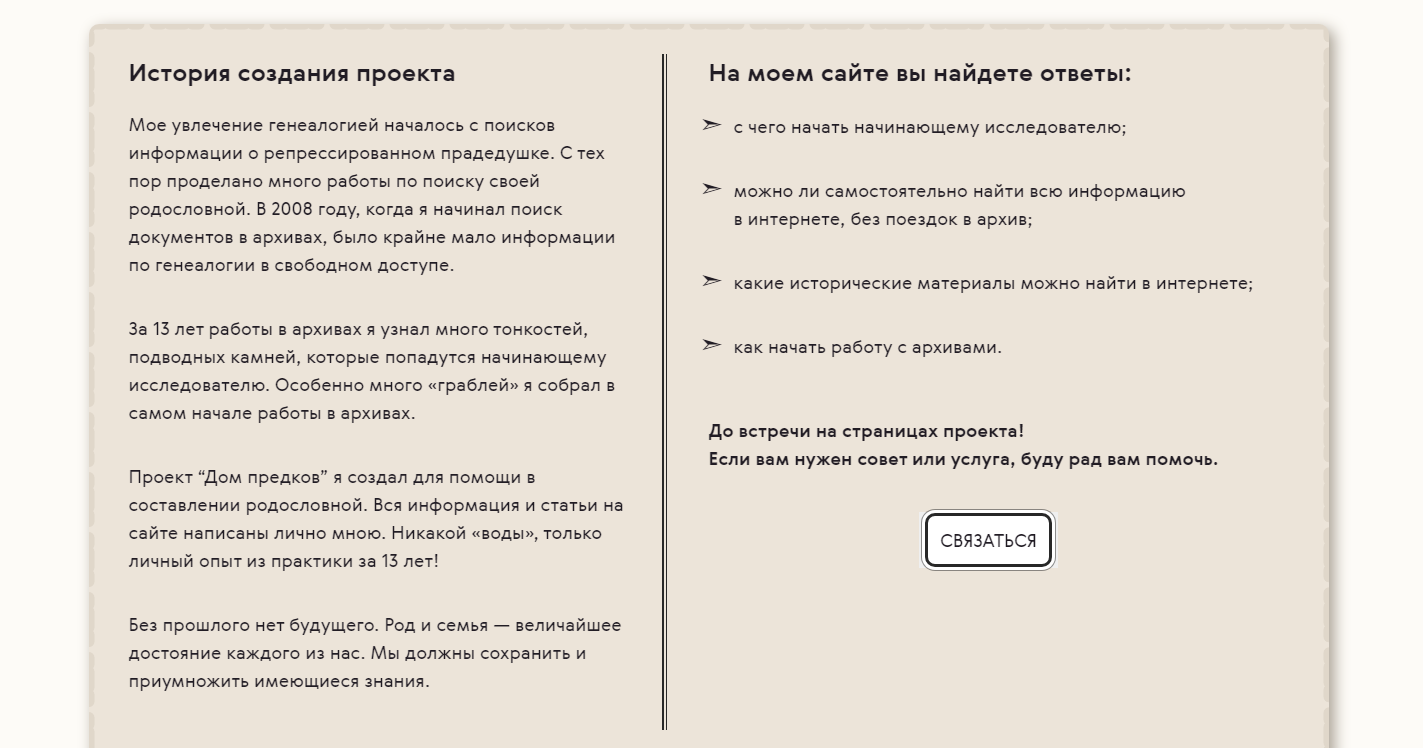 История создания проекта
Мое увлечение генеалогией началось с поисков
информации о репрессированном прадедушке. С тех
пор проделано много работы по поиску своей
родословной. В 2008 году, когда я начинал поиск
документов в архивах, было крайне мало информации
по генеалогии в свободном доступе.
За 13 лет работы в архивах я узнал много тонкостей,
подводных камней, которые попадутся начинающему
исследователю. Особенно много «граблей» я собрал в
самом начале работы в архивах.
Проект “Дом предков” я создал для помощи в
составлении родословной. Вся информация и статьи на
сайте написаны лично мною. Никакой «воды», только
личный опыт из практики за 13 лет!
Без прошлого нет будущего. Род и семья — величайшее
достояние каждого из нас. Мы должны сохранить и
приумножить имеющиеся знания.
На моем сайте вы найдете ответы:
с чего начать начинающему исследователю;
можно ли самостоятельно найти всю информацию
в интернете, без поездок в архив;
какие исторические материалы можно найти в интернете;
как начать работу с архивами.
До встречи на страницах проекта!
Если вам нужен совет или услуга, буду рад вам помочь.
СВЯЗАТЬСЯ